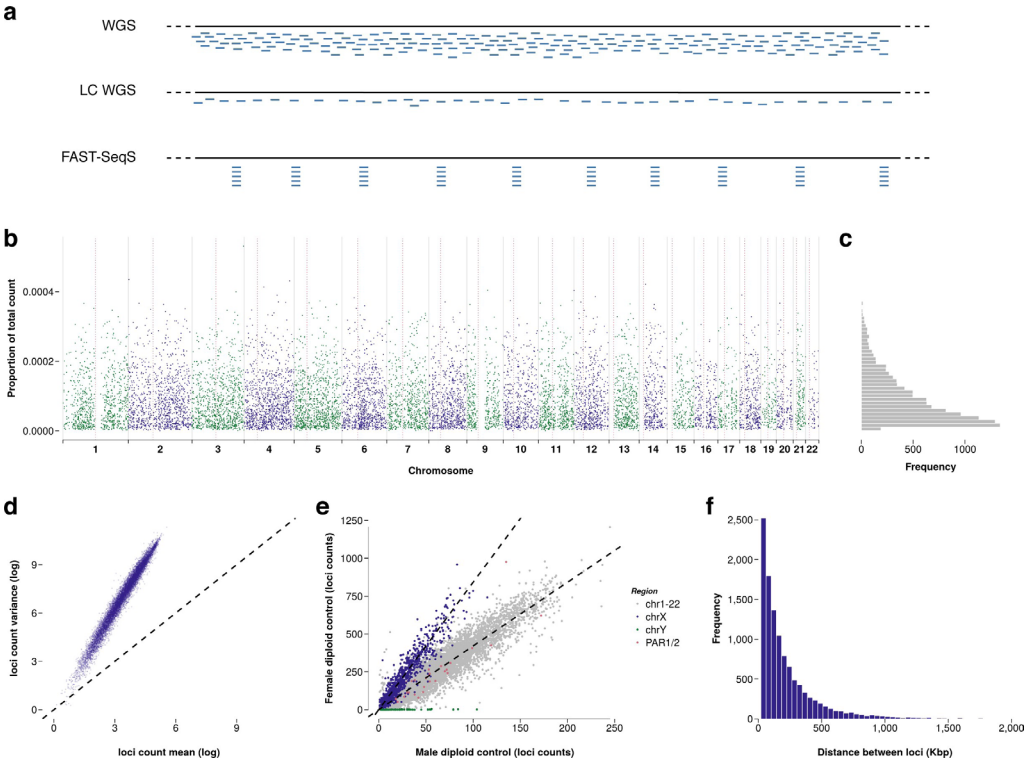 a
WGS
LC WGS
FAST-SeqS
b
Proportion of total count
0.0004
0.0002
0.0000
1 2 3 4 5 6 7 8 9 10 11 12 13 14 15 16 17 18 19 20 21 22
Chromosome
c
0 500 1000
Frequency
d
loci count variance (log)
9
6
3
0
0 3 6 9
loci count mean (log)
e
Female diploid control (loci counts)
1250
1000
750
500
250
0
0 50 100 150 200 250
Male diploid control (loci counts)
Region
chr1-22
chrX
chrY
PAR1/2
f
Frequency
2,500
2,000
1,500
1,000
500
0
0 500 1,000 1,500 2,000
Distance between loci (Kbp)